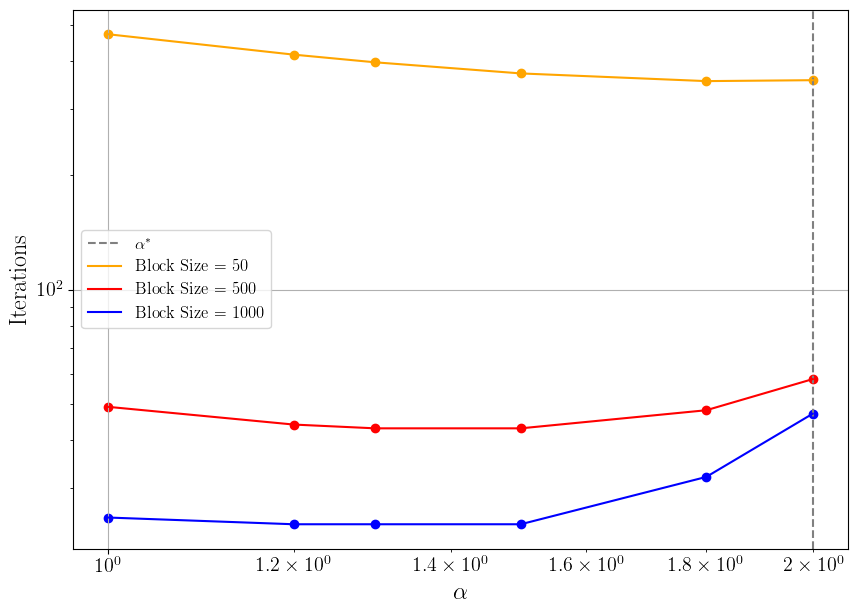 Iterations
10²
α*
Block Size = 50
Block Size = 500
Block Size = 1000
10⁰
1.2 × 10⁰
1.4 × 10⁰
1.6 × 10⁰
1.8 × 10⁰
2 × 10⁰
α